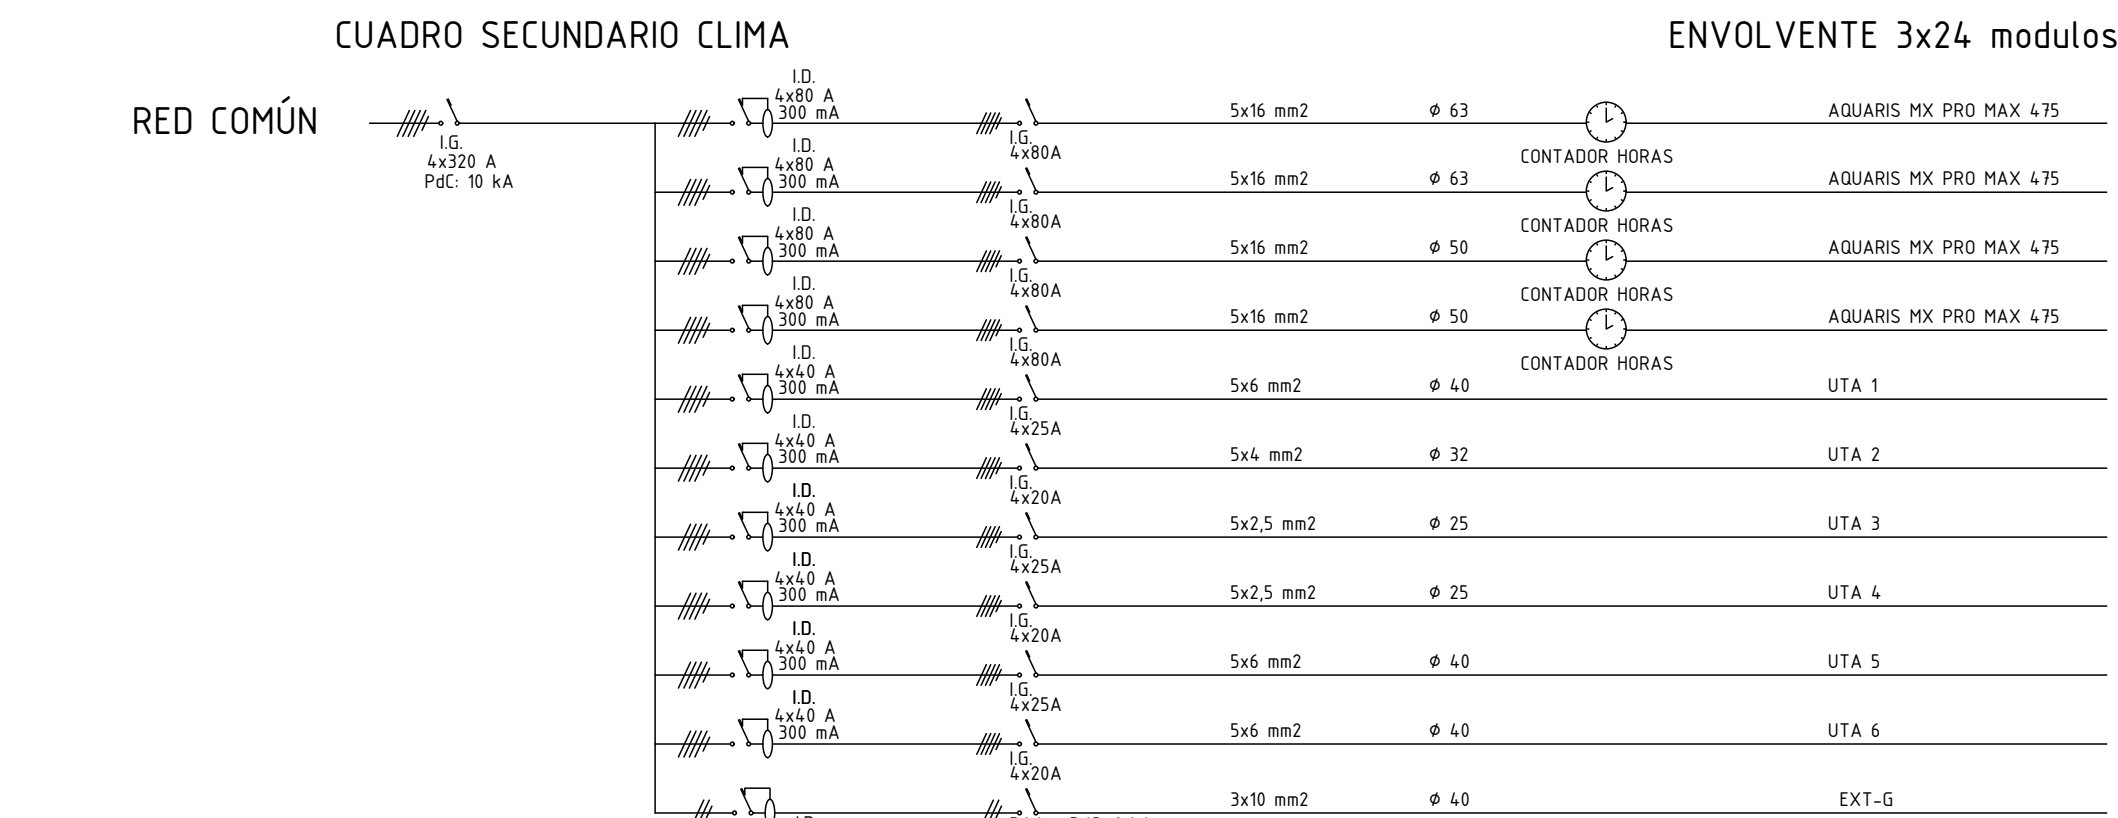 CUADRO SECUNDARIO CLIMA
ENVOLVENTE 3x24 modulos
RED COMÚN
I.G.
4x320 A
PdC: 10 kA
I.D.
4x80 A
300 mA
I.G.
4x80A
5x16 mm2
ϕ 63
CONTADOR HORAS
AQUARIS MX PRO MAX 475
I.D.
4x80 A
300 mA
I.G.
4x80A
5x16 mm2
ϕ 63
CONTADOR HORAS
AQUARIS MX PRO MAX 475
I.D.
4x80 A
300 mA
I.G.
4x80A
5x16 mm2
ϕ 50
CONTADOR HORAS
AQUARIS MX PRO MAX 475
I.D.
4x80 A
300 mA
I.G.
4x80A
5x16 mm2
ϕ 50
CONTADOR HORAS
AQUARIS MX PRO MAX 475
I.D.
4x40 A
300 mA
I.G.
4x25A
5x6 mm2
ϕ 40
UTA 1
I.D.
4x40 A
300 mA
I.G.
4x20A
5x4 mm2
ϕ 32
UTA 2
I.D.
4x40 A
300 mA
I.G.
4x25A
5x2,5 mm2
ϕ 25
UTA 3
I.D.
4x40 A
300 mA
I.G.
4x20A
5x2,5 mm2
ϕ 25
UTA 4
I.D.
4x40 A
300 mA
I.G.
4x25A
5x6 mm2
ϕ 40
UTA 5
I.D.
4x40 A
300 mA
I.G.
4x20A
5x6 mm2
ϕ 40
UTA 6
3x10 mm2
ϕ 40
EXT-G